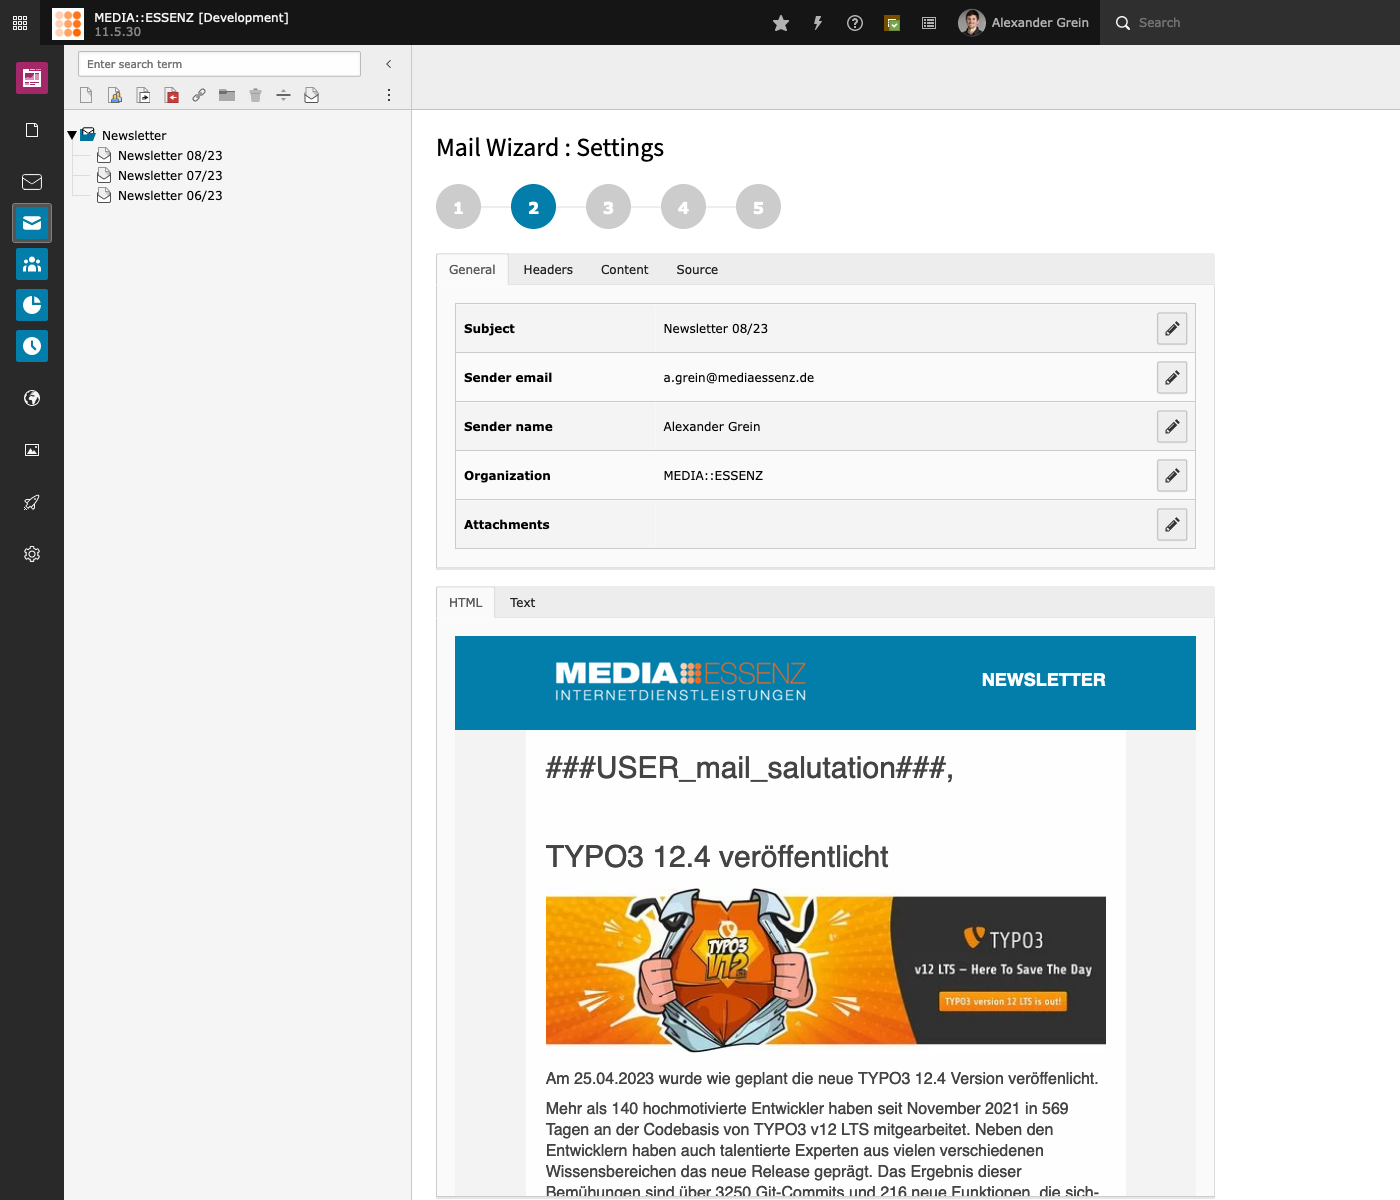 MEDIA::ESSENZ [Development]
11.5.30
Alexander Grein
Search
Enter search term
Newsletter
Newsletter 08/23
Newsletter 07/23
Newsletter 06/23
Mail Wizard : Settings
1 2 3 4 5
General Headers Content Source
Subject Newsletter 08/23
Sender email a.grein@mediaessenz.de
Sender name Alexander Grein
Organization MEDIA::ESSENZ
Attachments
HTML Text
MEDIA ESSENZ
INTERNETDIENSTLEISTUNGEN
NEWSLETTER
###USER_mail_salutation###,
TYPO3 12.4 veröffentlicht
TYPO3
V12
TYPO3
v12 LTS – Here To Save The Day
TYPO3 version 12 LTS is out!
Am 25.04.2023 wurde wie geplant die neue TYPO3 12.4 Version veröffenlicht.
Mehr als 140 hochmotivierte Entwickler haben seit November 2021 in 569
Tagen an der Codebasis von TYPO3 v12 LTS mitgearbeitet. Neben den
Entwicklern haben auch talentierte Experten aus vielen verschiedenen
Wissensbereichen das neue Release geprägt. Das Ergebnis dieser
Bemühungen sind über 3250 Git-Commits und 216 neue Funktionen, die sich-